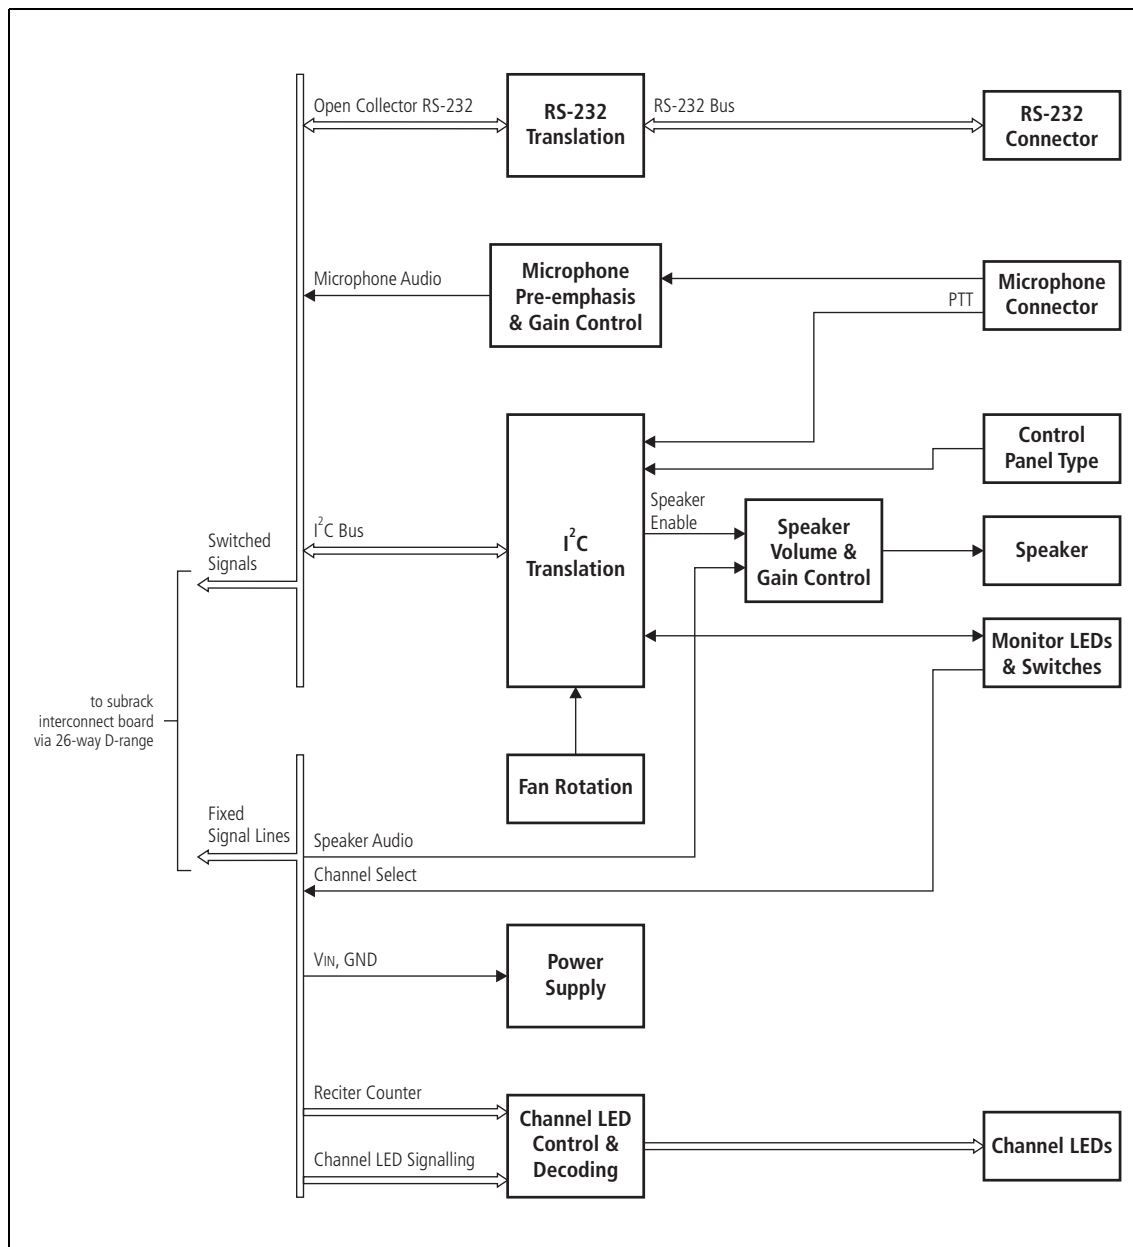 Open Collector RS-232
RS-232
Translation
RS-232 Bus
RS-232
Connector
Microphone Audio
Microphone
Pre-emphasis
& Gain Control
Microphone
Connector
PTT
Control
Panel Type
I²C Bus
I²C
Translation
Speaker
Enable
Speaker
Volume &
Gain Control
Speaker
Switched
Signals
Monitor LEDs
& Switches
to subrack
interconnect board
via 26-way D-range
Fan Rotation
Fixed
Signal Lines
Speaker Audio
Channel Select
VIN, GND
Power
Supply
Reciter Counter
Channel LED Signalling
Channel LED
Control &
Decoding
Channel LEDs